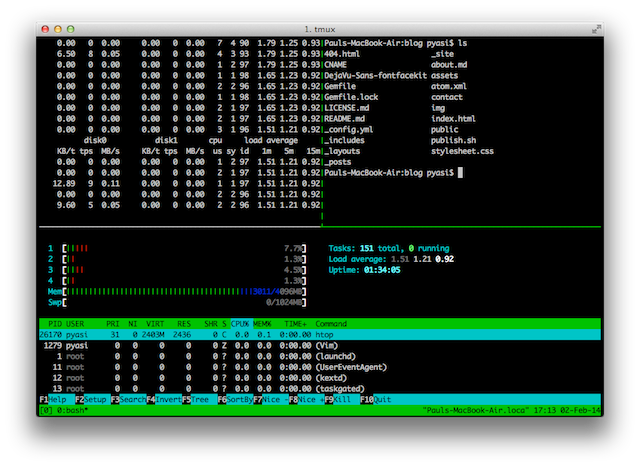 1. tmux
0.00 0 0.00 0.00 0 0.00 7 4 90 1.79 1.25 0.93
6.50 8 0.05 0.00 0 0.00 4 3 93 1.79 1.25 0.93
0.00 0 0.00 0.00 0 0.00 1 2 97 1.79 1.25 0.93
0.00 0 0.00 0.00 0 0.00 1 1 98 1.65 1.23 0.92
0.00 0 0.00 0.00 0 0.00 2 2 96 1.65 1.23 0.92
0.00 0 0.00 0.00 0 0.00 1 1 98 1.65 1.23 0.92
0.00 0 0.00 0.00 0 0.00 1 2 97 1.65 1.23 0.92
0.00 0 0.00 0.00 0 0.00 2 1 97 1.65 1.23 0.92
0.00 0 0.00 0.00 0 0.00 3 1 96 1.51 1.21 0.92
disk0 disk1 cpu load average
KB/t tps MB/s KB/t tps MB/s us sy id 1m 5m 15m
0.00 0 0.00 0.00 0 0.00 1 2 97 1.51 1.21 0.92
0.00 0 0.00 0.00 0 0.00 2 1 97 1.51 1.21 0.92
12.89 9 0.11 0.00 0 0.00 1 2 97 1.51 1.21 0.92
0.00 0 0.00 0.00 0 0.00 2 2 96 1.51 1.21 0.92
9.60 5 0.05 0.00 0 0.00 2 2 96 1.51 1.21 0.92
Pauls-MacBook-Air:blog pyasi$ ls
404.html _site
CNAME about.md
DejaVu-Sans-fontfacekit assets
Gemfile atom.xml
Gemfile.lock contact
LICENSE.md img
README.md index.html
_config.yml public
_includes publish.sh
_layouts stylesheet.css
_posts
Pauls-MacBook-Air:blog pyasi$
1 [||||| 7.7%]
2 [|| 1.3%]
3 [|||| 4.5%]
4 [|| 1.3%]
Mem[ 3011/4096MB]
Swp[ 0/1024MB]
Tasks: 151 total, 0 running
Load average: 1.51 1.21 0.92
Uptime: 01:34:05
PID USER PRI NI VIRT RES SHR S CPU% MEM% TIME+ Command
26170 pyasi 31 0 2403M 2436 0 C 0.0 0.1 0:00.00 htop
1279 pyasi 0 0 0 0 0 Z 0.0 0.0 0:00.00 (Vim)
1 root 0 0 0 0 0 ? 0.0 0.0 0:00.00 (launchd)
11 root 0 0 0 0 0 ? 0.0 0.0 0:00.00 (UserEventAgent)
12 root 0 0 0 0 0 ? 0.0 0.0 0:00.00 (kextd)
13 root 0 0 0 0 0 ? 0.0 0.0 0:00.00 (taskgated)
F1Help F2Setup F3SearchF4InvertF5Tree F6SortByF7Nice -F8Nice +F9Kill F10Quit
[0] 0:bash* "Pauls-MacBook-Air.loca" 17:13 02-Feb-14